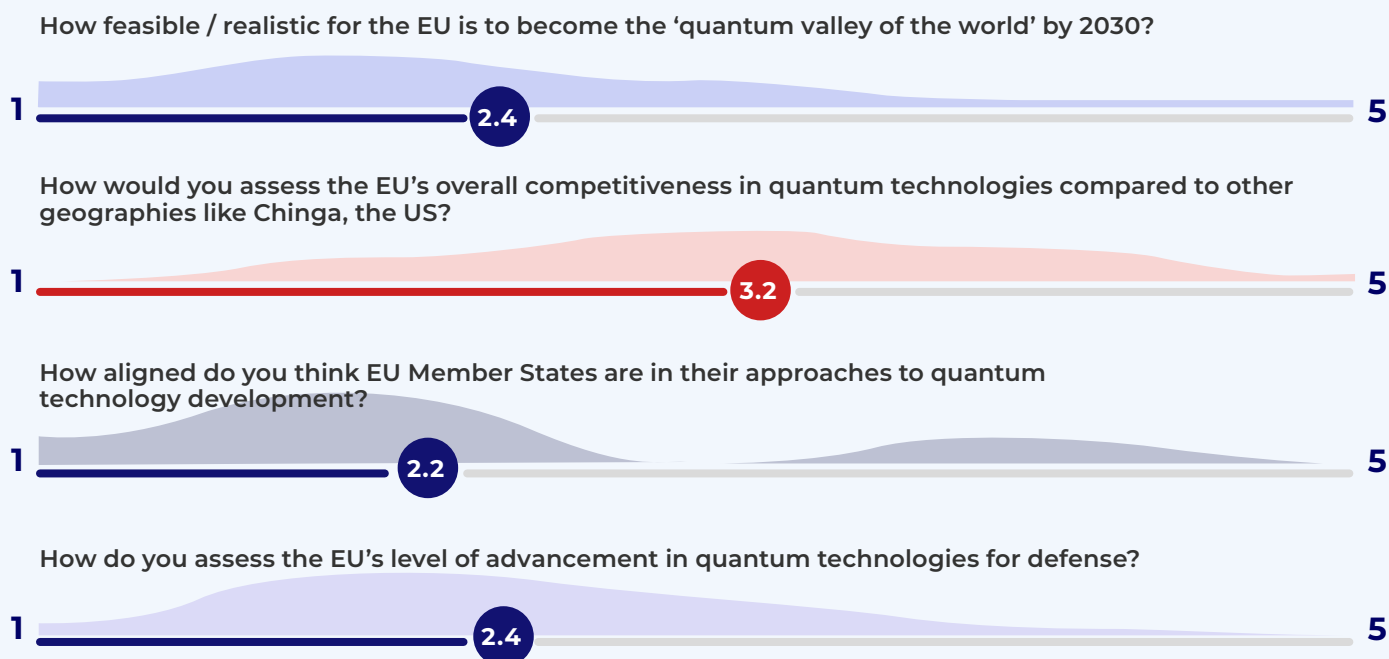 How feasible / realistic for the EU is to become the ‘quantum valley of the world’ by 2030?
1
2.4
5
How would you assess the EU’s overall competitiveness in quantum technologies compared to other
geographies like Chinga, the US?
1
3.2
5
How aligned do you think EU Member States are in their approaches to quantum
technology development?
1
2.2
5
How do you assess the EU’s level of advancement in quantum technologies for defense?
1
2.4
5